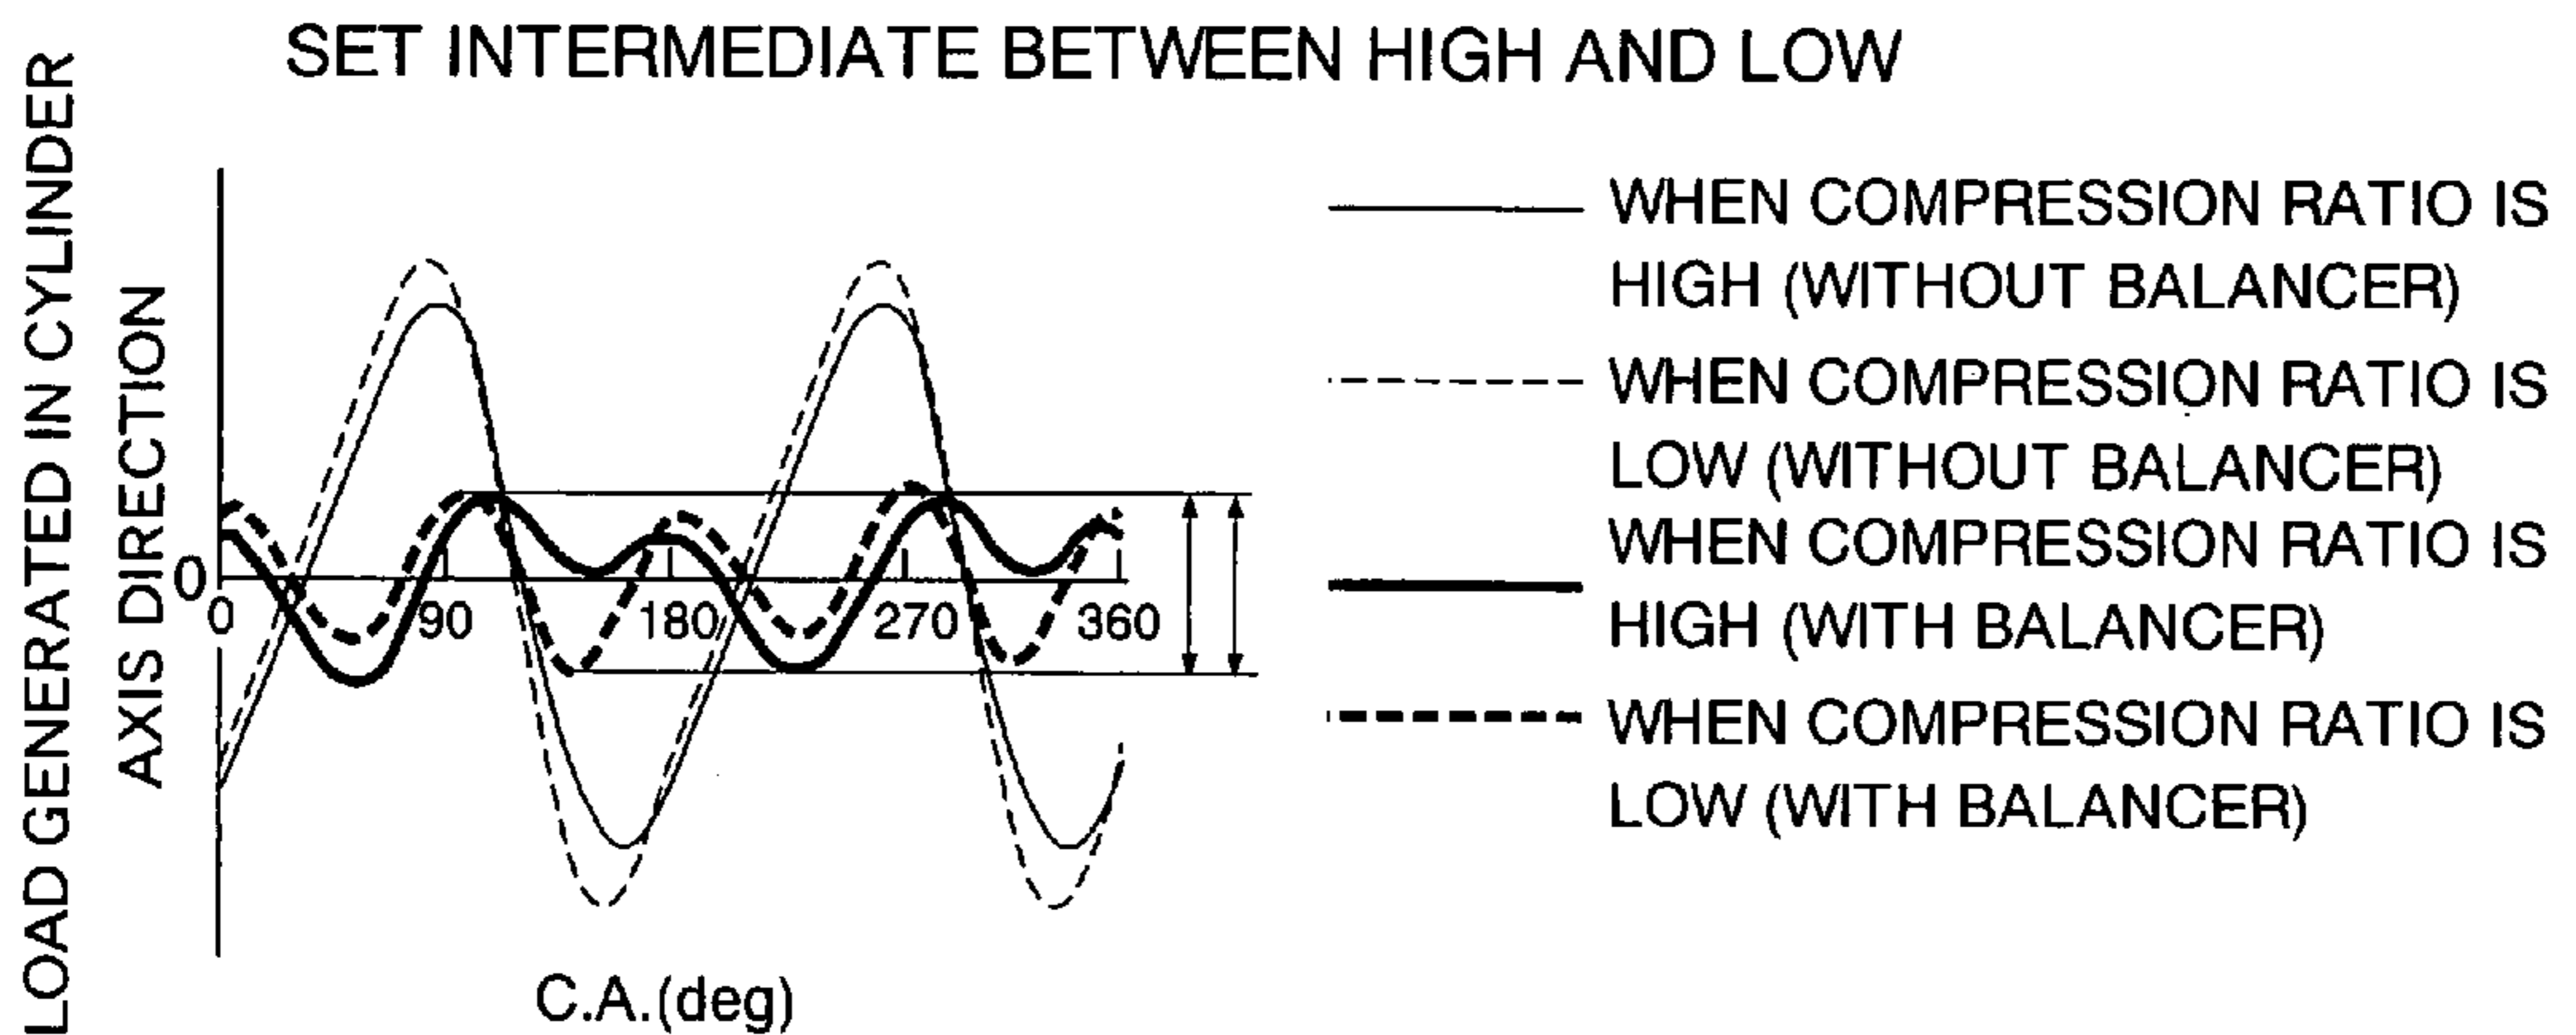 SET INTERMEDIATE BETWEEN HIGH AND LOW
LOAD GENERATED IN CYLINDER
AXIS DIRECTION
0
0
90
180
270
360
C.A.(deg)
WHEN COMPRESSION RATIO IS
HIGH (WITHOUT BALANCER)
WHEN COMPRESSION RATIO IS
LOW (WITHOUT BALANCER)
WHEN COMPRESSION RATIO IS
HIGH (WITH BALANCER)
WHEN COMPRESSION RATIO IS
LOW (WITH BALANCER)